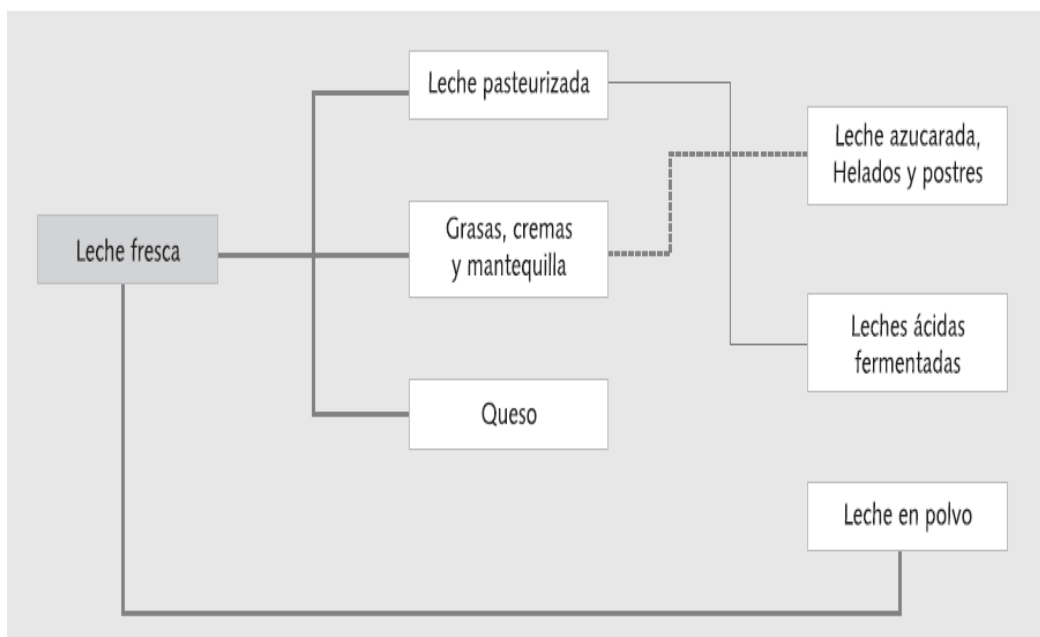 Leche pasteurizada
Leche azucarada,
Helados y postres
Leche fresca
Grasas, cremas
y mantequilla
Leches ácidas
fermentadas
Queso
Leche en polvo